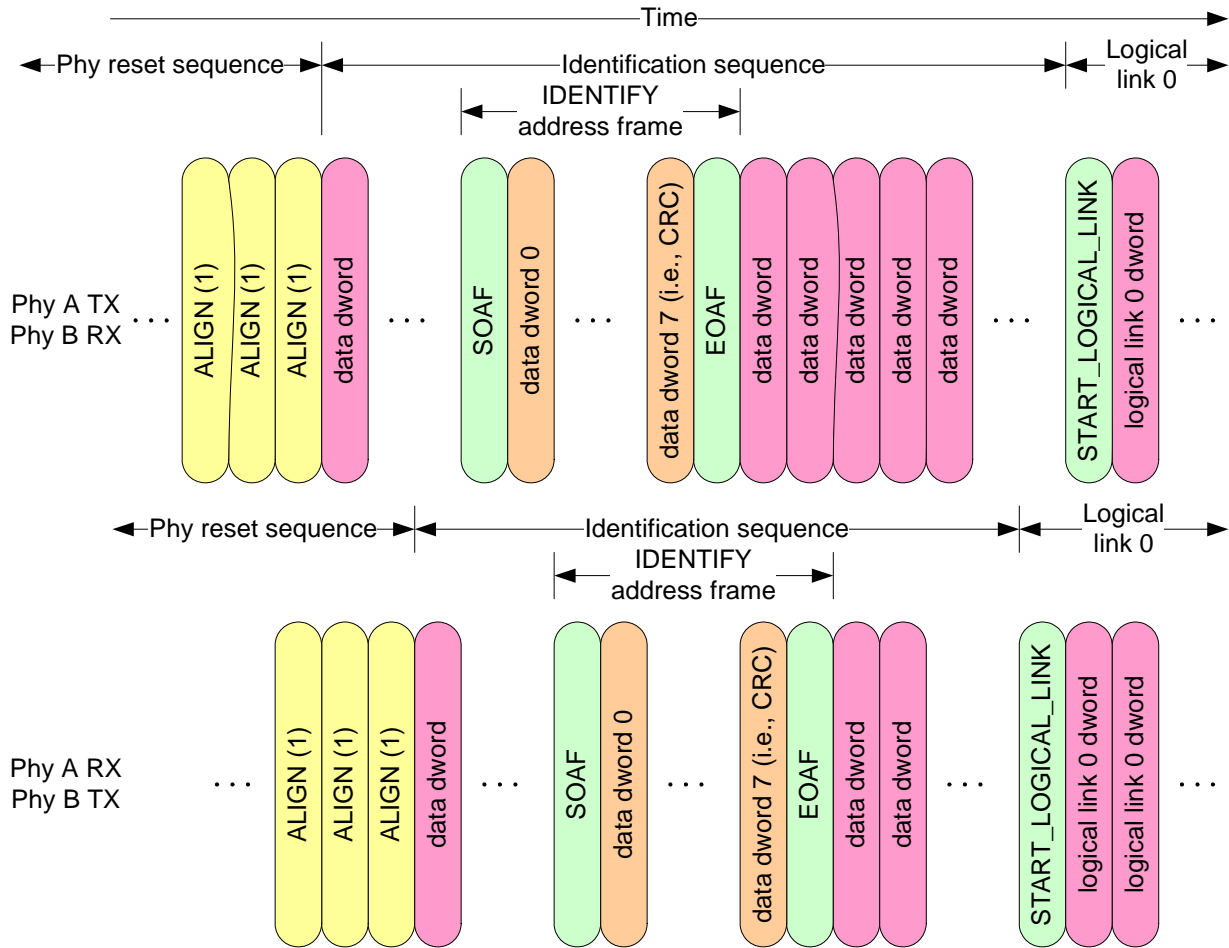 Time
Phy reset sequence
Identification sequence
Logical
link 0
IDENTIFY
address frame
Phy A TX
Phy B RX
. . .
ALIGN (1)
ALIGN (1)
ALIGN (1)
data dword
. . .
SOAF
data dword 0
. . .
data dword 7 (i.e., CRC)
EOAF
data dword
data dword
data dword
data dword
data dword
. . .
START_LOGICAL_LINK
logical link 0 dword
. . .
Phy reset sequence
Identification sequence
Logical
link 0
IDENTIFY
address frame
Phy A RX
Phy B TX
. . .
ALIGN (1)
ALIGN (1)
ALIGN (1)
data dword
. . .
SOAF
data dword 0
. . .
data dword 7 (i.e., CRC)
EOAF
data dword
data dword
. . .
START_LOGICAL_LINK
logical link 0 dword
logical link 0 dword
. . .